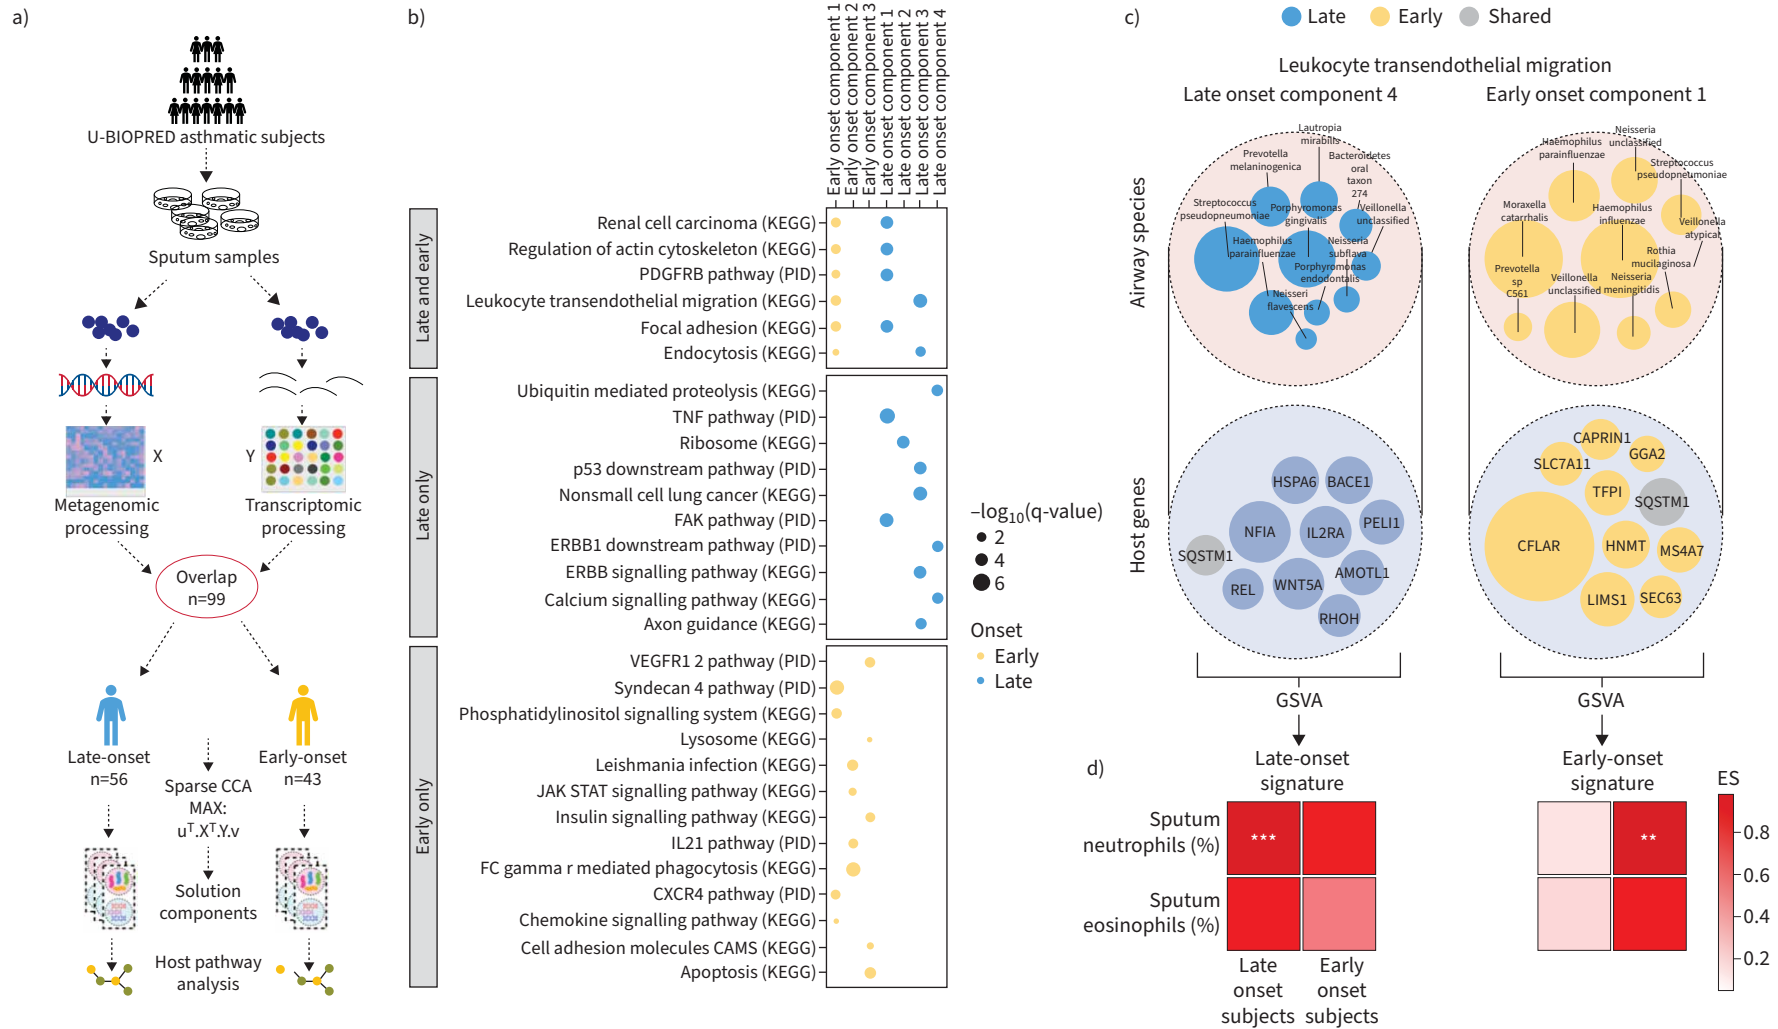 a)
U-BIOPRED asthmatic subjects
Sputum samples
X
Y
Metagenomic
processing
Transcriptomic
processing
Overlap
n=99
Late-onset
n=56
Early-onset
n=43
Sparse CCA
MAX:
uᵀ.Xᵀ.Y.v
Solution
components
Host pathway
analysis
b)
Early onset component 1
Early onset component 2
Early onset component 3
Late onset component 1
Late onset component 2
Late onset component 3
Late onset component 4
Late and early
Renal cell carcinoma (KEGG)
Regulation of actin cytoskeleton (KEGG)
PDGFRB pathway (PID)
Leukocyte transendothelial migration (KEGG)
Focal adhesion (KEGG)
Endocytosis (KEGG)
Late only
Ubiquitin mediated proteolysis (KEGG)
TNF pathway (PID)
Ribosome (KEGG)
p53 downstream pathway (PID)
Nonsmall cell lung cancer (KEGG)
FAK pathway (PID)
ERBB1 downstream pathway (PID)
ERBB signalling pathway (KEGG)
Calcium signalling pathway (KEGG)
Axon guidance (KEGG)
Early only
VEGFR1 2 pathway (PID)
Syndecan 4 pathway (PID)
Phosphatidylinositol signalling system (KEGG)
Lysosome (KEGG)
Leishmania infection (KEGG)
JAK STAT signalling pathway (KEGG)
Insulin signalling pathway (KEGG)
IL21 pathway (PID)
FC gamma r mediated phagocytosis (KEGG)
CXCR4 pathway (PID)
Chemokine signalling pathway (KEGG)
Cell adhesion molecules CAMS (KEGG)
Apoptosis (KEGG)
–log₁₀(q-value)
2
4
6
Onset
Early
Late
c)
Late
Early
Shared
Leukocyte transendothelial migration
Late onset component 4
Early onset component 1
Airway species
Lautropia
mirabilis
Prevotella
melaninogenica
Bacteroidetes
oral
taxon
274
Streptococcus
pseudopneumoniae
Porphyromonas
gingivalis
Veillonella
unclassified
Haemophilus
parainfluenzae
Neisseria
subflava
Porphyromonas
endodontalis
Neisseri
flavescens
Haemophilus
parainfluenzae
Neisseria
unclassified
Streptococcus
pseudopneumoniae
Moraxella
catarrhalis
Haemophilus
influenzae
Veillonella
atypical
Rothia
mucilaginosa
Prevotella
sp
C561
Veillonella
unclassified
Neisseria
meningitidis
Host genes
HSPA6
BACE1
NFIA
IL2RA
PELI1
SQSTM1
REL
WNT5A
AMOTL1
RHOH
CAPRIN1
GGA2
SLC7A11
TFPI
SQSTM1
CFLAR
HNMT
MS4A7
LIMS1
SEC63
GSVA
GSVA
d)
Late-onset
signature
Early-onset
signature
Sputum
neutrophils (%)
***
**
Sputum
eosinophils (%)
Late
onset
subjects
Early
onset
subjects
ES
0.8
0.6
0.4
0.2